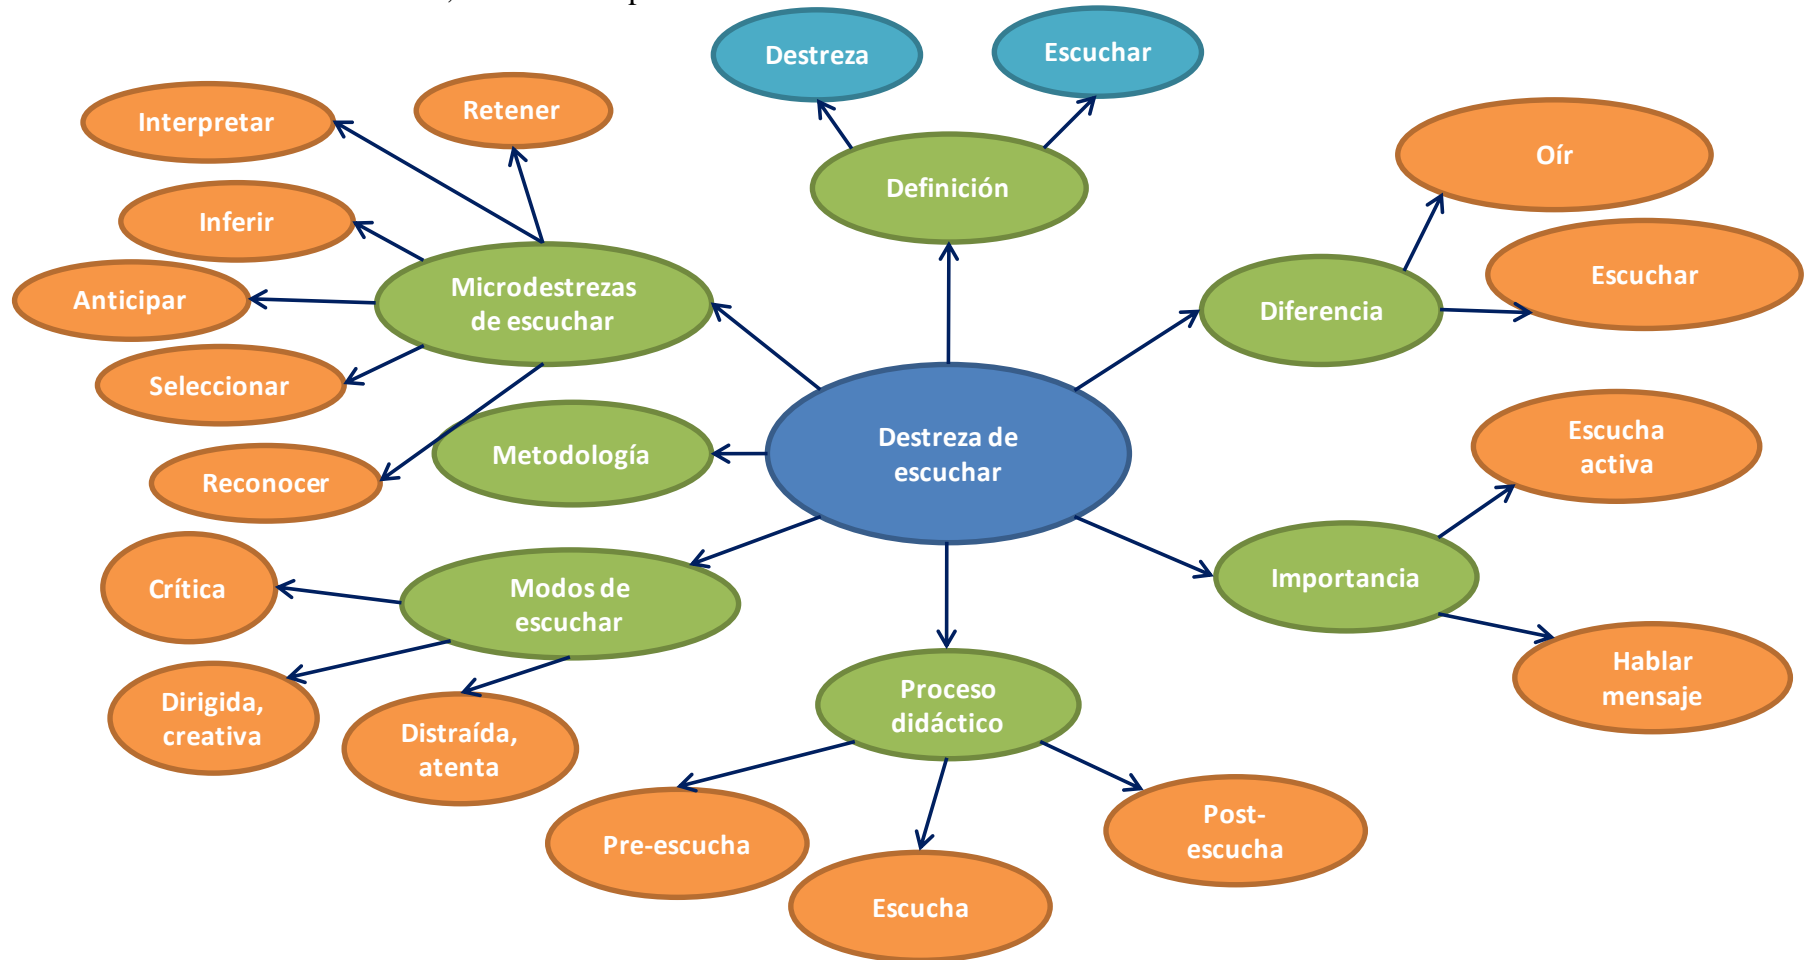 Destreza
Escuchar
Interpretar
Retener
Definición
Oír
Inferir
Escuchar
Anticipar
Microdestrezas
de escuchar
Diferencia
Seleccionar
Metodología
Destreza de
escuchar
Escucha
activa
Reconocer
Crítica
Modos de
escuchar
Importancia
Dirigida,
creativa
Distraída,
atenta
Proceso
didáctico
Hablar
mensaje
Pre-escucha
Escucha
Post-
escucha